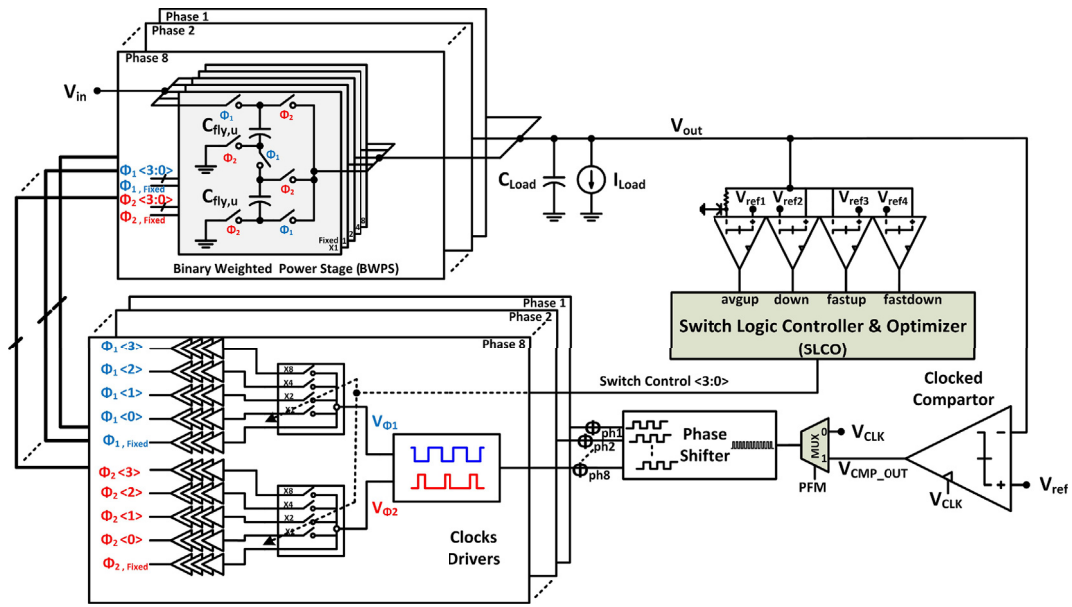 Phase 1
Phase 2
Phase 8
Vin
Φ1
Φ2
Cfly,u
Φ2
Φ1
Φ2
Cfly,u
Φ2
Φ1
Φ1 <3:0>
Φ1, Fixed
Φ2 <3:0>
Φ2, Fixed
Fixed 1 2 4 8
X1
Binary Weighted Power Stage (BWPS)
Vout
CLoad
ILoad
Vref1
Vref2
Vref3
Vref4
avgup
down
fastup
fastdown
Switch Logic Controller & Optimizer
(SLCO)
Phase 1
Phase 2
Phase 8
Φ1 <3>
Φ1 <2>
Φ1 <1>
Φ1 <0>
Φ1, Fixed
X8
X4
X2
Switch Control <3:0>
VΦ1
VΦ2
Φ2 <3>
Φ2 <2>
Φ2 <1>
Φ2 <0>
Φ2, Fixed
X8
X4
X2
Clocks
Drivers
Φph1
Φph2
Φph8
Phase
Shifter
MUX
0
1
PFM
VCLK
VCMP_OUT
Clocked
Compartor
VCLK
Vref